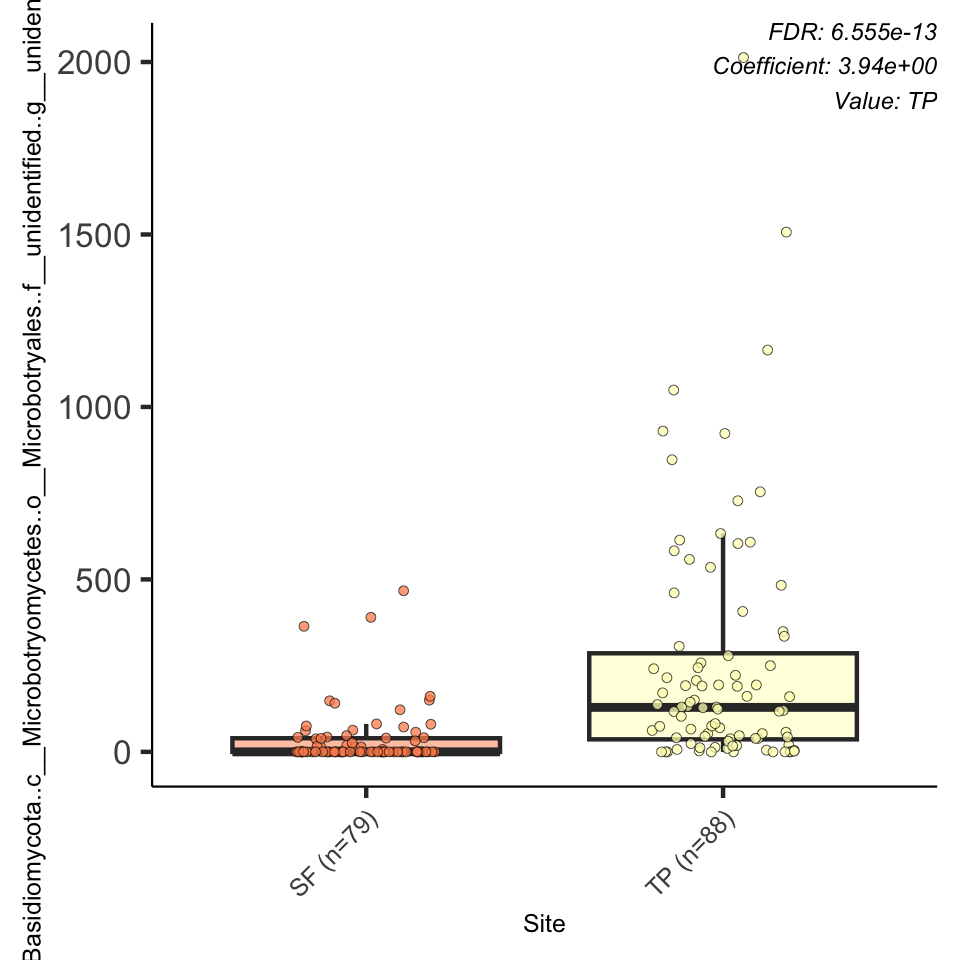 FDR: 6.555e-13
Coefficient: 3.94e+00
Value: TP
Basidiomycota..c__Microbotryomycetes..o__Microbotryales..f__unidentified..g__uniden
2000
1500
1000
500
0
SF (n=79)
TP (n=88)
Site